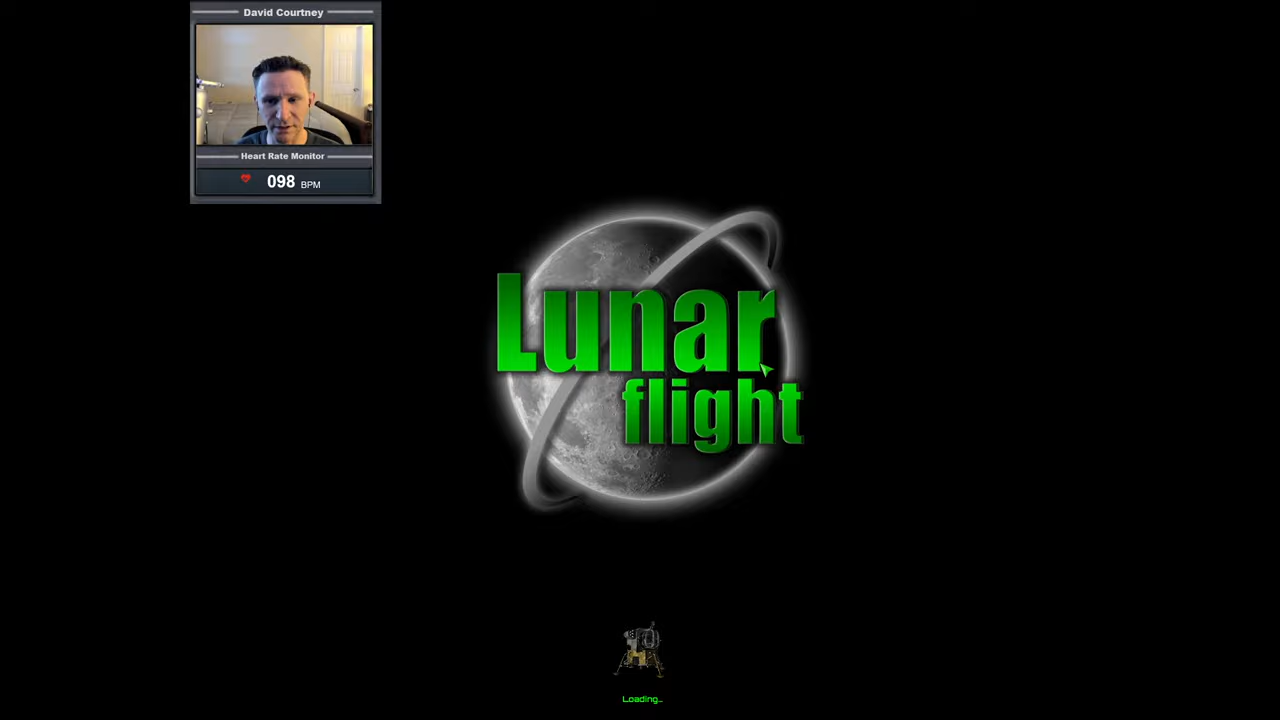 David Courtney
Heart Rate Monitor
098 BPM
Lunar
flight
Loading..